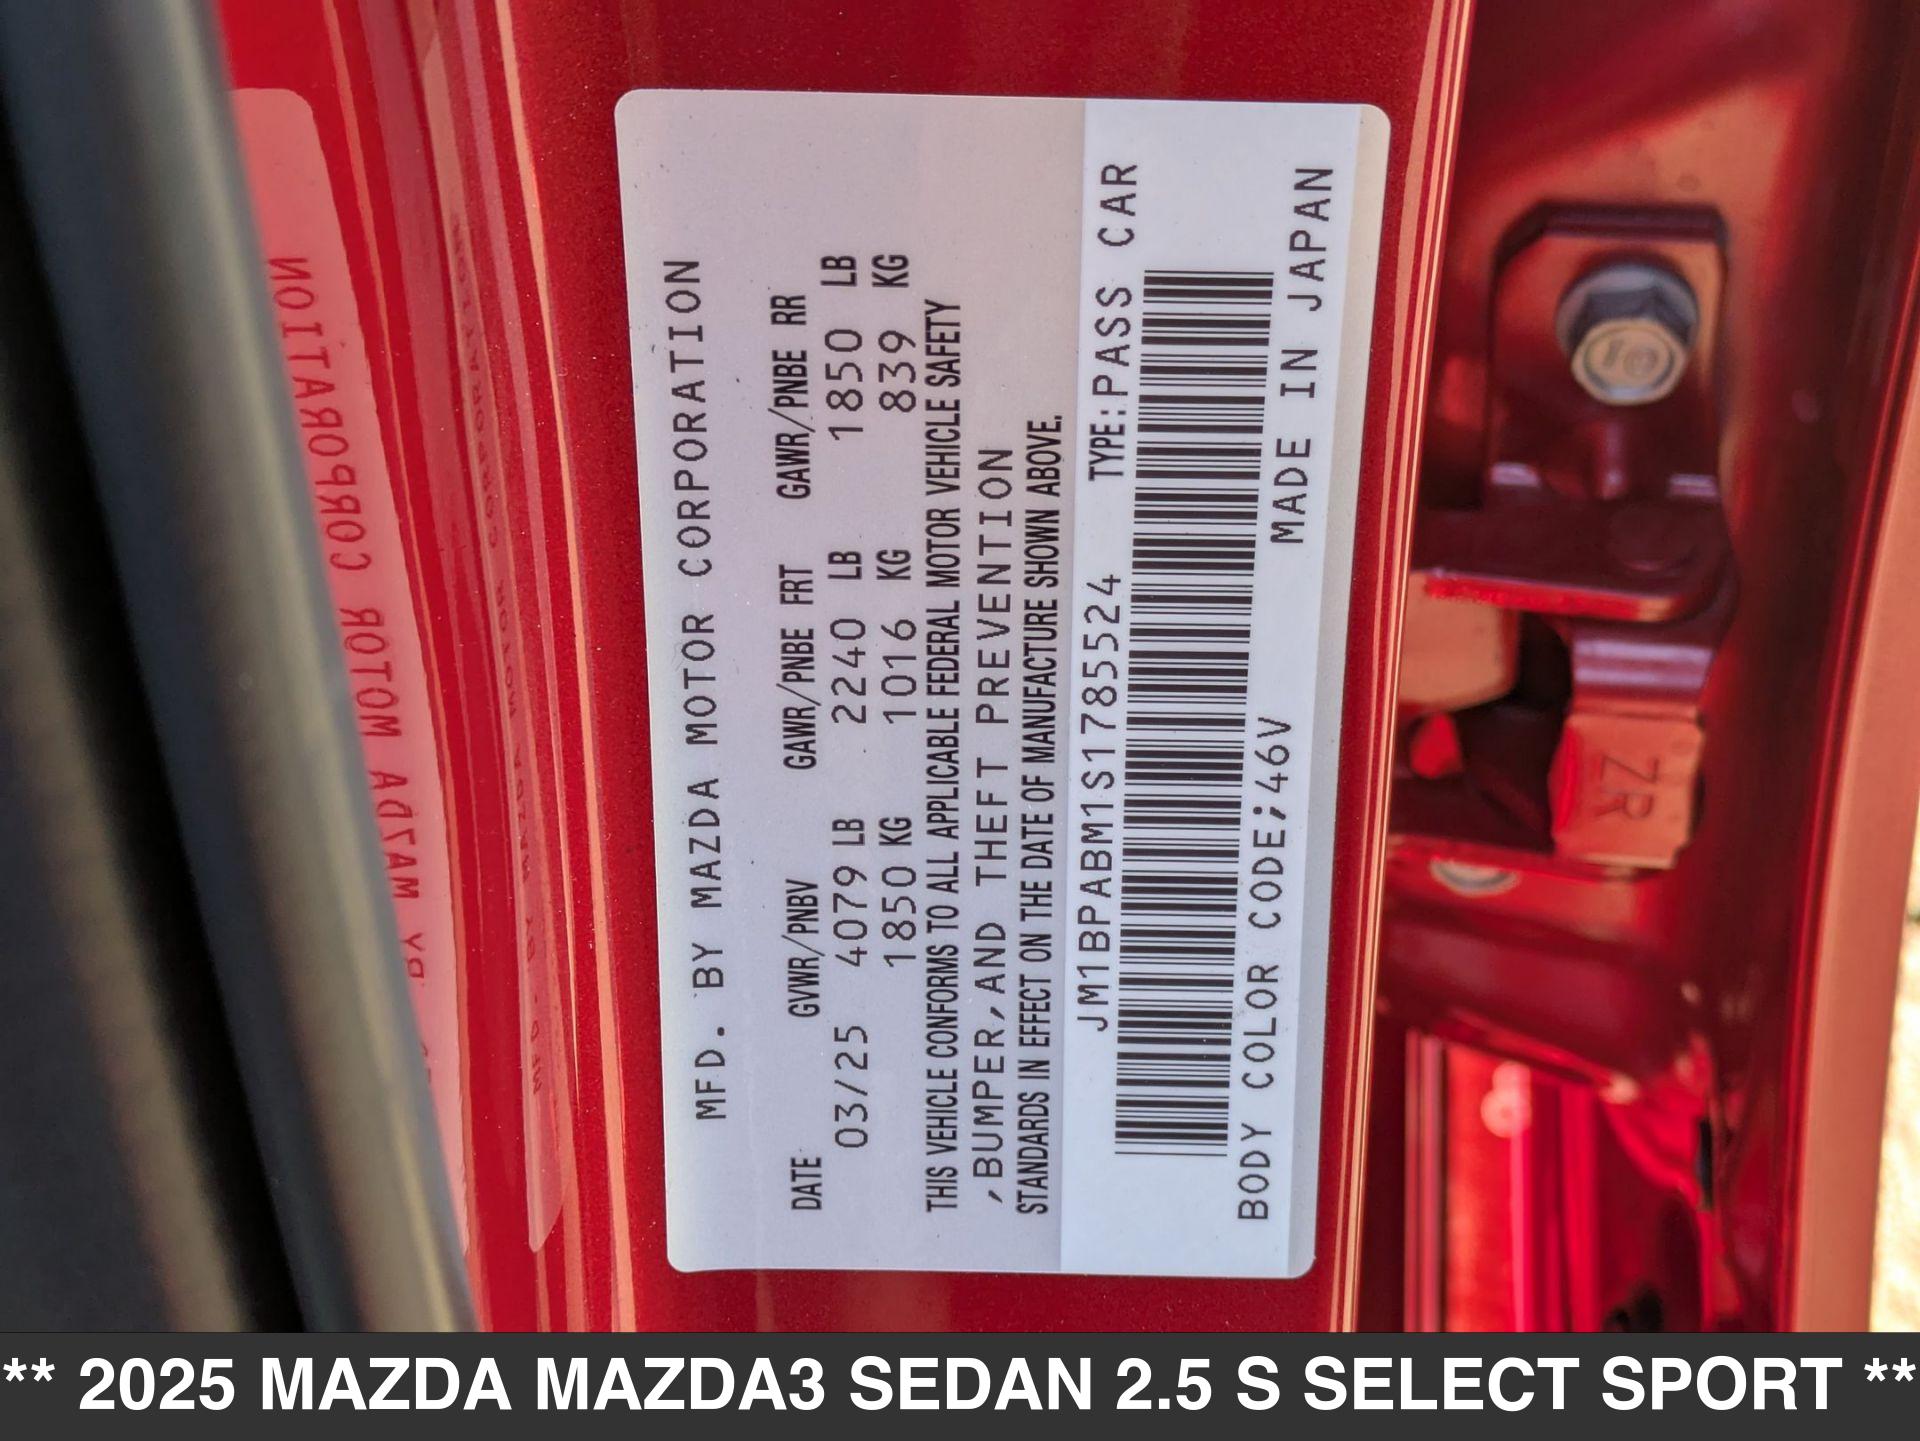 MFD. BY MAZDA MOTOR CORPORATION
DATE GVWR/PNBV GAWR/PNBE FRT GAWR/PNBE RR
03/25 4079 LB 2240 LB 1850 LB
1850 KG 1016 KG 839 KG
THIS VEHICLE CONFORMS TO ALL APPLICABLE FEDERAL MOTOR VEHICLE SAFETY
,BUMPER,AND THEFT PREVENTION
STANDARDS IN EFFECT ON THE DATE OF MANUFACTURE SHOWN ABOVE.
JM1BPABM1S1785524 TYPE:PASS CAR
BODY COLOR CODE;46V MADE IN JAPAN
ZR
** 2025 MAZDA MAZDA3 SEDAN 2.5 S SELECT SPORT **